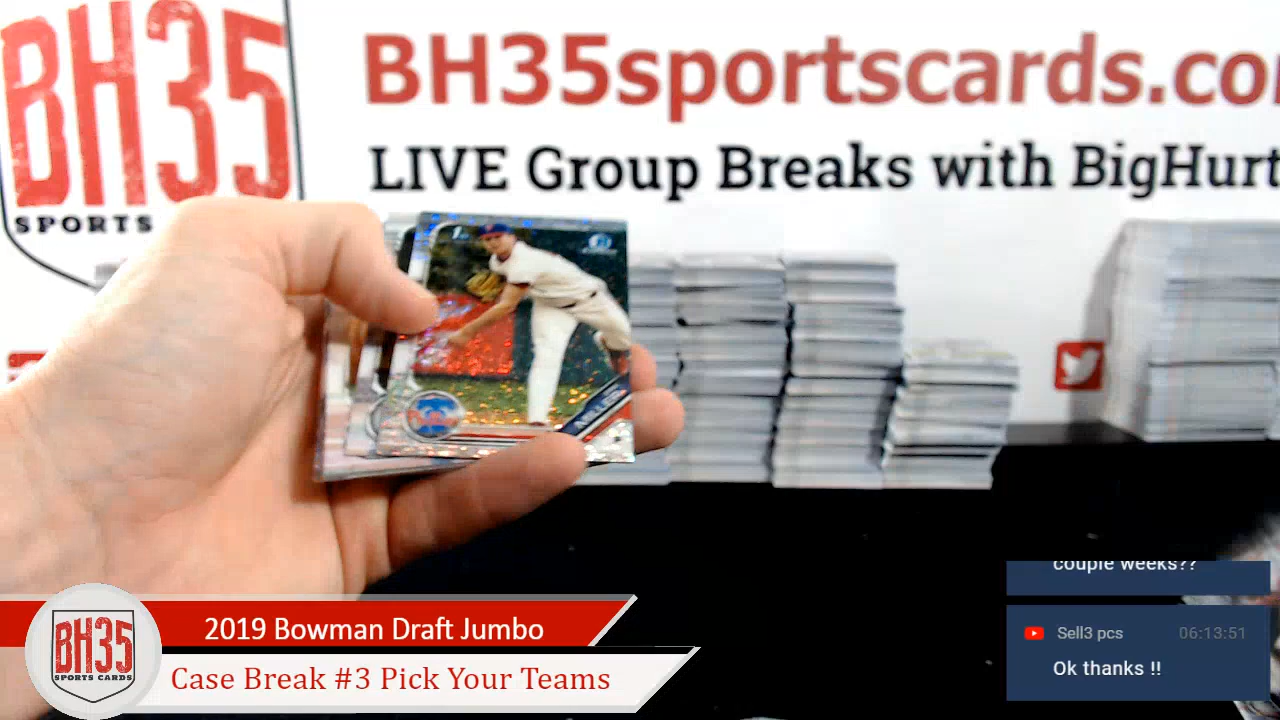 BH35
SPORTS
BH35sportscards.co
LIVE Group Breaks with BigHurt
1st
2019 Bowman Draft Jumbo
Case Break #3 Pick Your Teams
BH35
SPORTS CARDS
couple weeks??
Sell3 pcs 06:13:51
Ok thanks !!